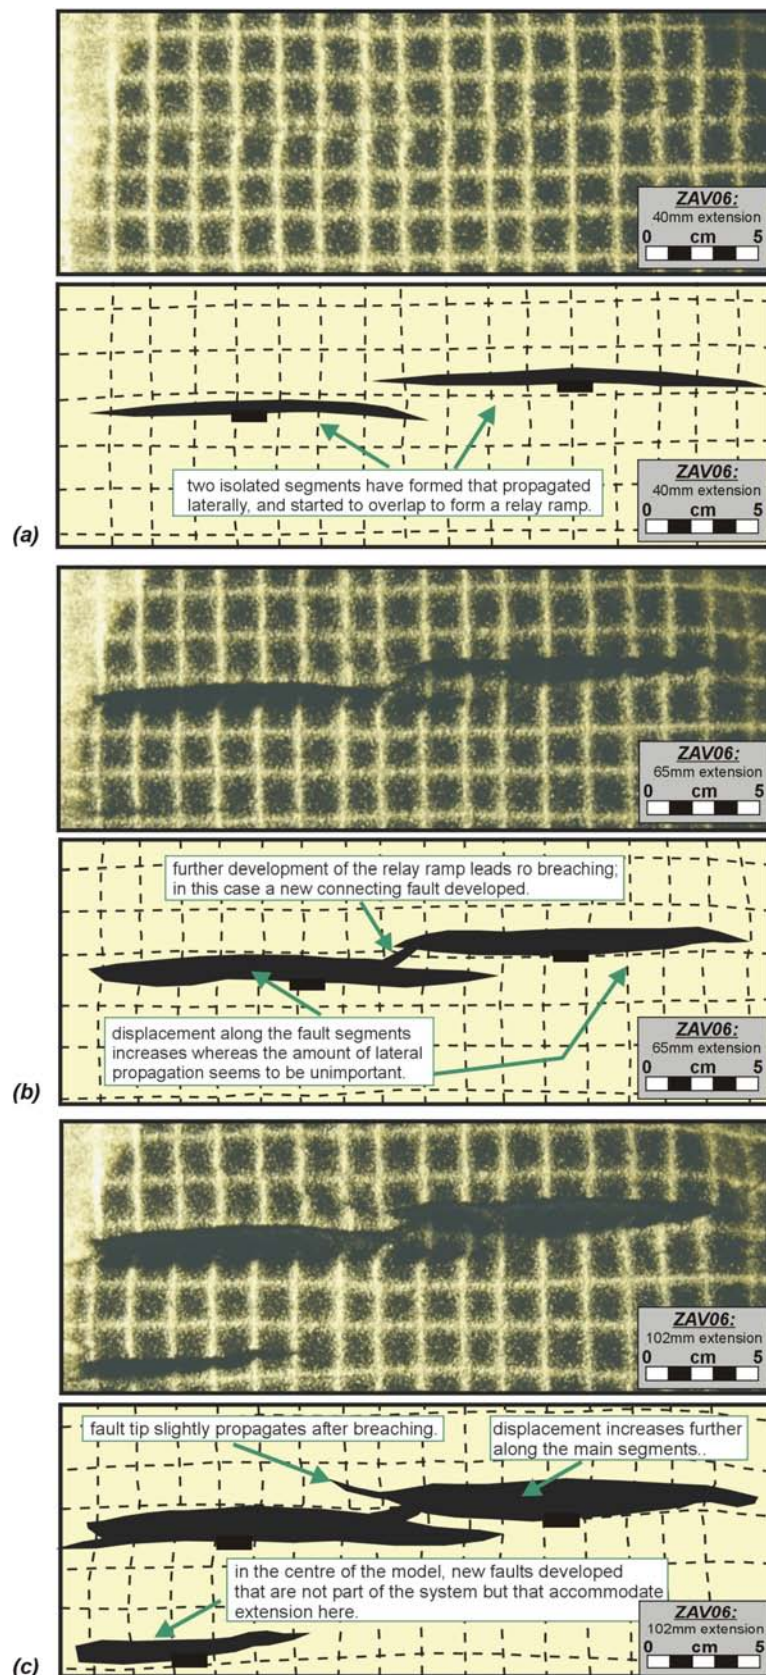 ZAV06:
40mm extension
0 cm 5
two isolated segments have formed that propagated
laterally, and started to overlap to form a relay ramp.
ZAV06:
40mm extension
0 cm 5
(a)
ZAV06:
65mm extension
0 cm 5
further development of the relay ramp leads ro breaching;
in this case a new connecting fault developed.
displacement along the fault segments
increases whereas the amount of lateral
propagation seems to be unimportant.
ZAV06:
65mm extension
0 cm 5
(b)
ZAV06:
102mm extension
0 cm 5
fault tip slightly propagates after breaching.
displacement increases further
along the main segments..
in the centre of the model, new faults developed
that are not part of the system but that accommodate
extension here.
ZAV06:
102mm extension
0 cm 5
(c)